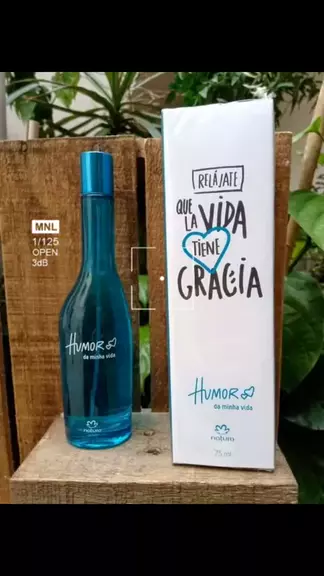 MNL
1/125
OPEN
3dB
HUMOR
da minha vida
natura
RELÁJATE
QUE
LA VIDA
TIENE
GRACIA
HUMOR
da minha vida
natura
75 ml